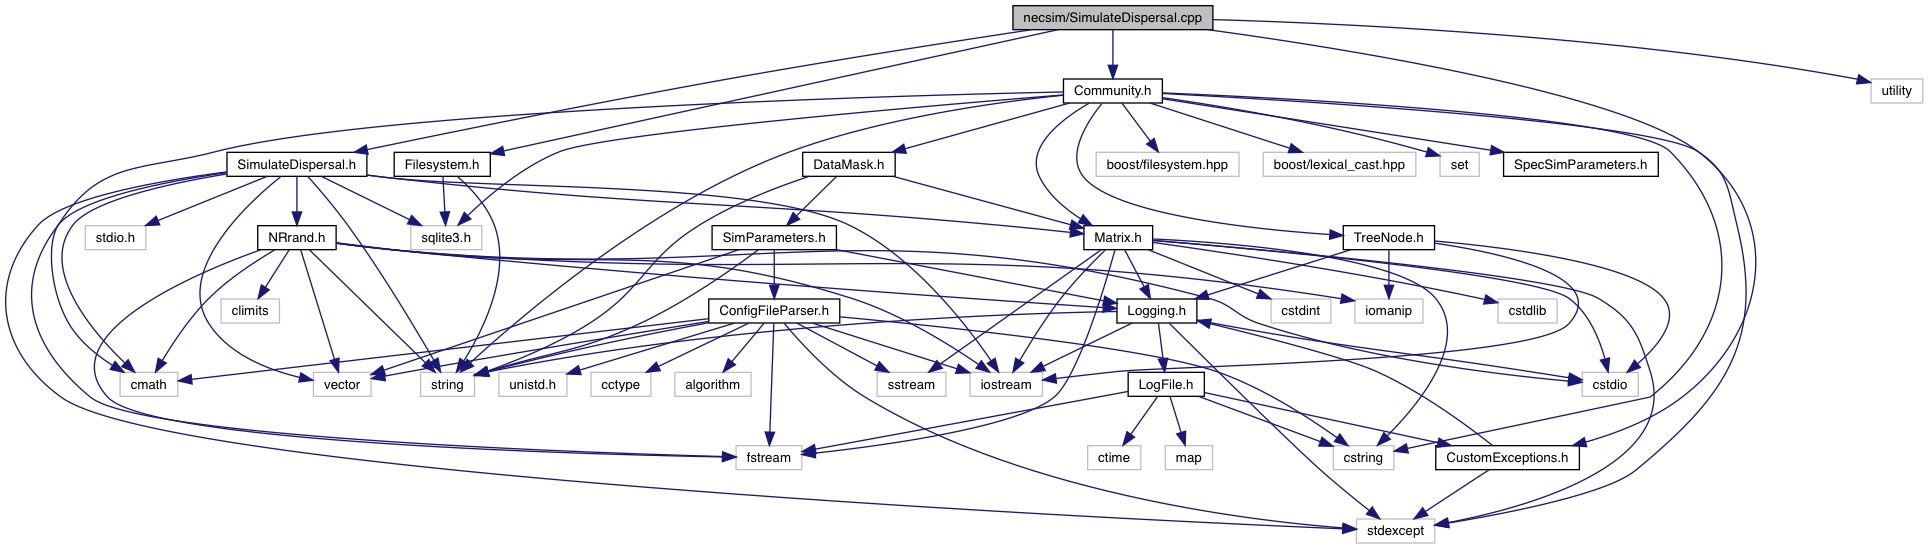 necsim/SimulateDispersal.cpp
Community.h
utility
SimulateDispersal.h
Filesystem.h
DataMask.h
boost/filesystem.hpp
boost/lexical_cast.hpp
set
SpecSimParameters.h
stdio.h
NRrand.h
sqlite3.h
SimParameters.h
Matrix.h
TreeNode.h
climits
ConfigFileParser.h
Logging.h
cstdint
iomanip
cstdlib
cmath
vector
string
unistd.h
cctype
algorithm
sstream
iostream
LogFile.h
cstdio
fstream
ctime
map
cstring
CustomExceptions.h
stdexcept